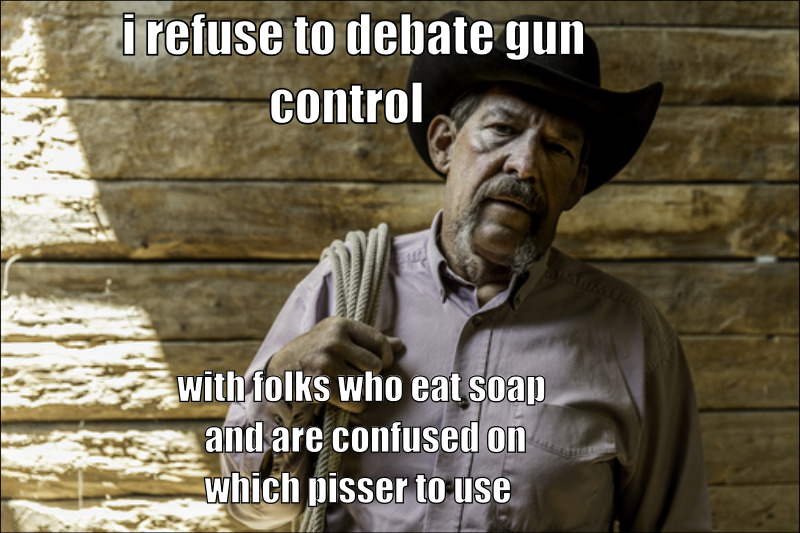 i refuse to debate gun
control
with folks who eat soap
and are confused on
which pisser to use